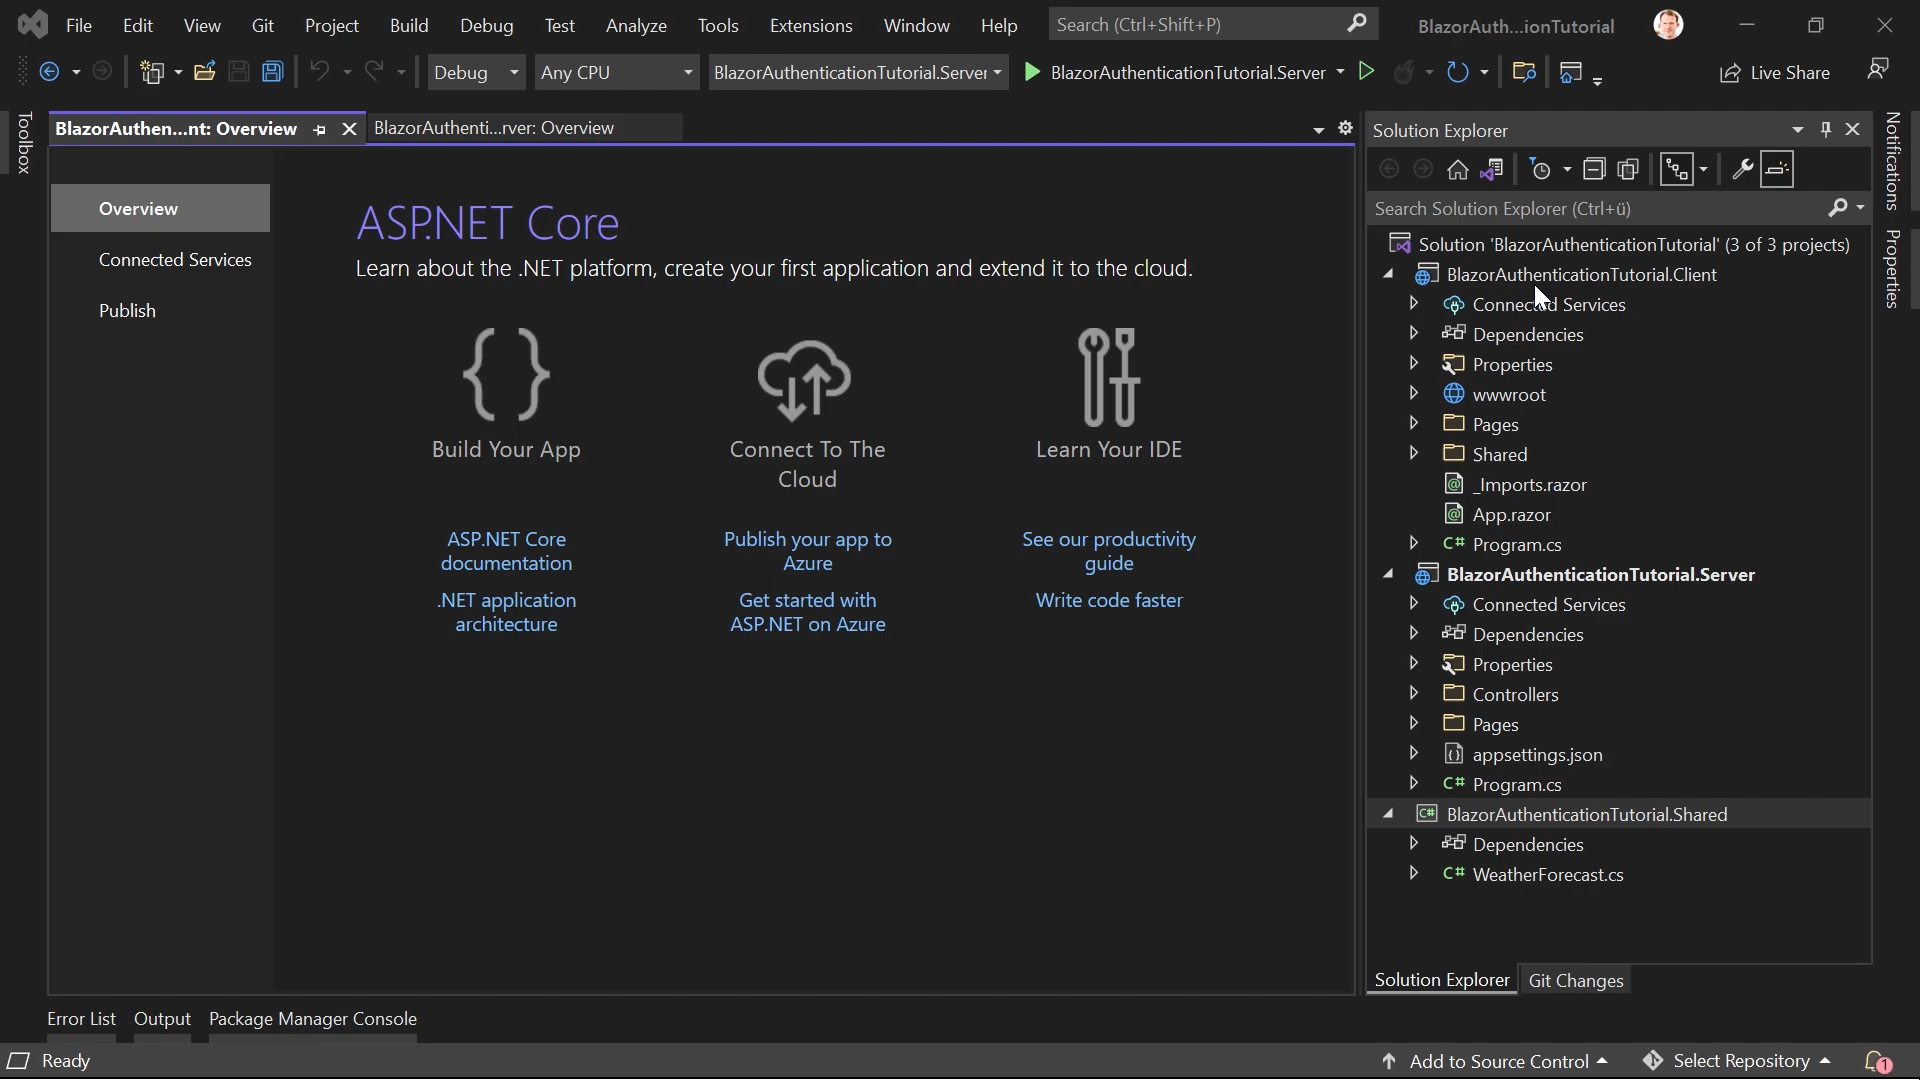 File Edit View Git Project Build Debug Test Analyze Tools Extensions Window Help Search (Ctrl+Shift+P) BlazorAuth...ionTutorial
Debug Any CPU BlazorAuthenticationTutorial.Server BlazorAuthenticationTutorial.Server Live Share
Toolbox
BlazorAuthen...nt: Overview BlazorAuthenti...rver: Overview
Overview
Connected Services
Publish
ASP.NET Core
Learn about the .NET platform, create your first application and extend it to the cloud.
Build Your App
Connect To The
Cloud
Learn Your IDE
ASP.NET Core
documentation
.NET application
architecture
Publish your app to
Azure
Get started with
ASP.NET on Azure
See our productivity
guide
Write code faster
Solution Explorer
Search Solution Explorer (Ctrl+ü)
Solution 'BlazorAuthenticationTutorial' (3 of 3 projects)
BlazorAuthenticationTutorial.Client
Connected Services
Dependencies
Properties
wwwroot
Pages
Shared
_Imports.razor
App.razor
C# Program.cs
BlazorAuthenticationTutorial.Server
Connected Services
Dependencies
Properties
Controllers
Pages
appsettings.json
C# Program.cs
C# BlazorAuthenticationTutorial.Shared
Dependencies
C# WeatherForecast.cs
Solution Explorer Git Changes
Notifications
Properties
Error List Output Package Manager Console
Ready Add to Source Control Select Repository 1